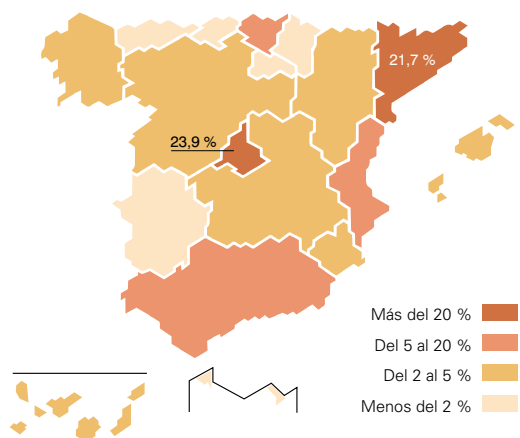 21,7 %
23,9 %
Más del 20 %
Del 5 al 20 %
Del 2 al 5 %
Menos del 2 %